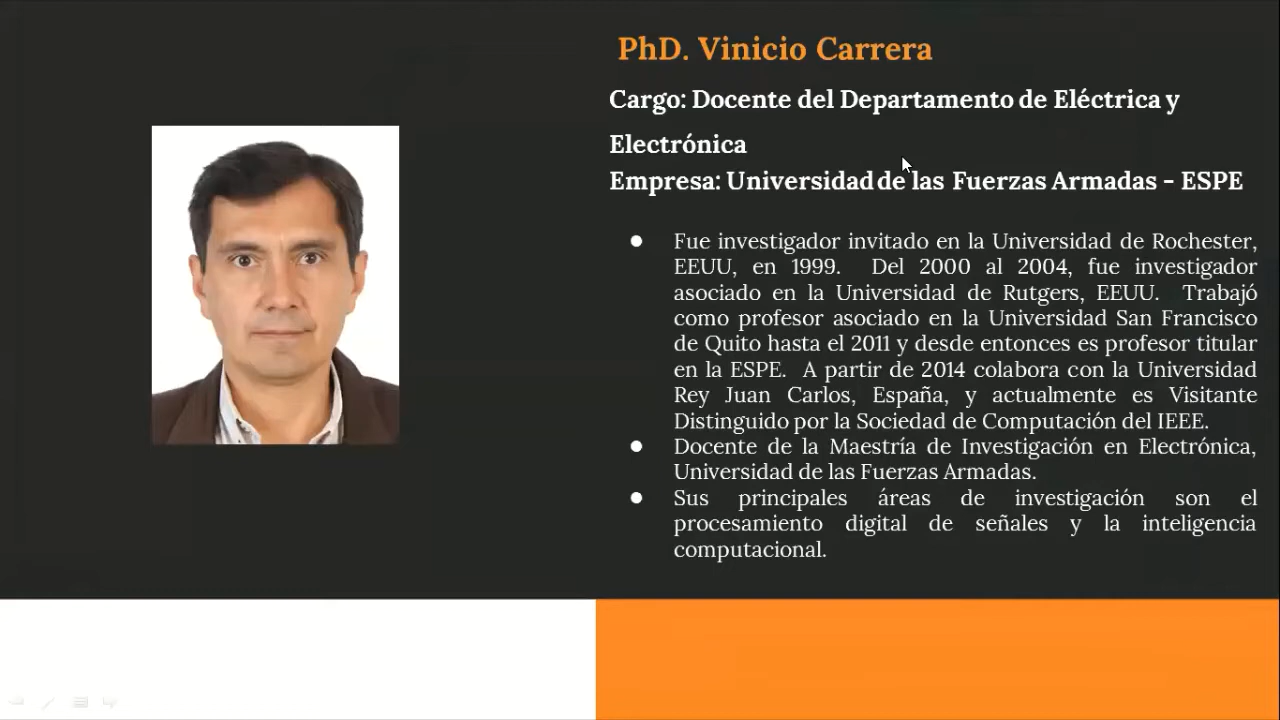 PhD. Vinicio Carrera
Cargo: Docente del Departamento de Eléctrica y
Electrónica
Empresa: Universidad de las Fuerzas Armadas - ESPE
● Fue investigador invitado en la Universidad de Rochester,
EEUU, en 1999. Del 2000 al 2004, fue investigador
asociado en la Universidad de Rutgers, EEUU. Trabajó
como profesor asociado en la Universidad San Francisco
de Quito hasta el 2011 y desde entonces es profesor titular
en la ESPE. A partir de 2014 colabora con la Universidad
Rey Juan Carlos, España, y actualmente es Visitante
Distinguido por la Sociedad de Computación del IEEE.
● Docente de la Maestría de Investigación en Electrónica,
Universidad de las Fuerzas Armadas.
● Sus principales áreas de investigación son el
procesamiento digital de señales y la inteligencia
computacional.